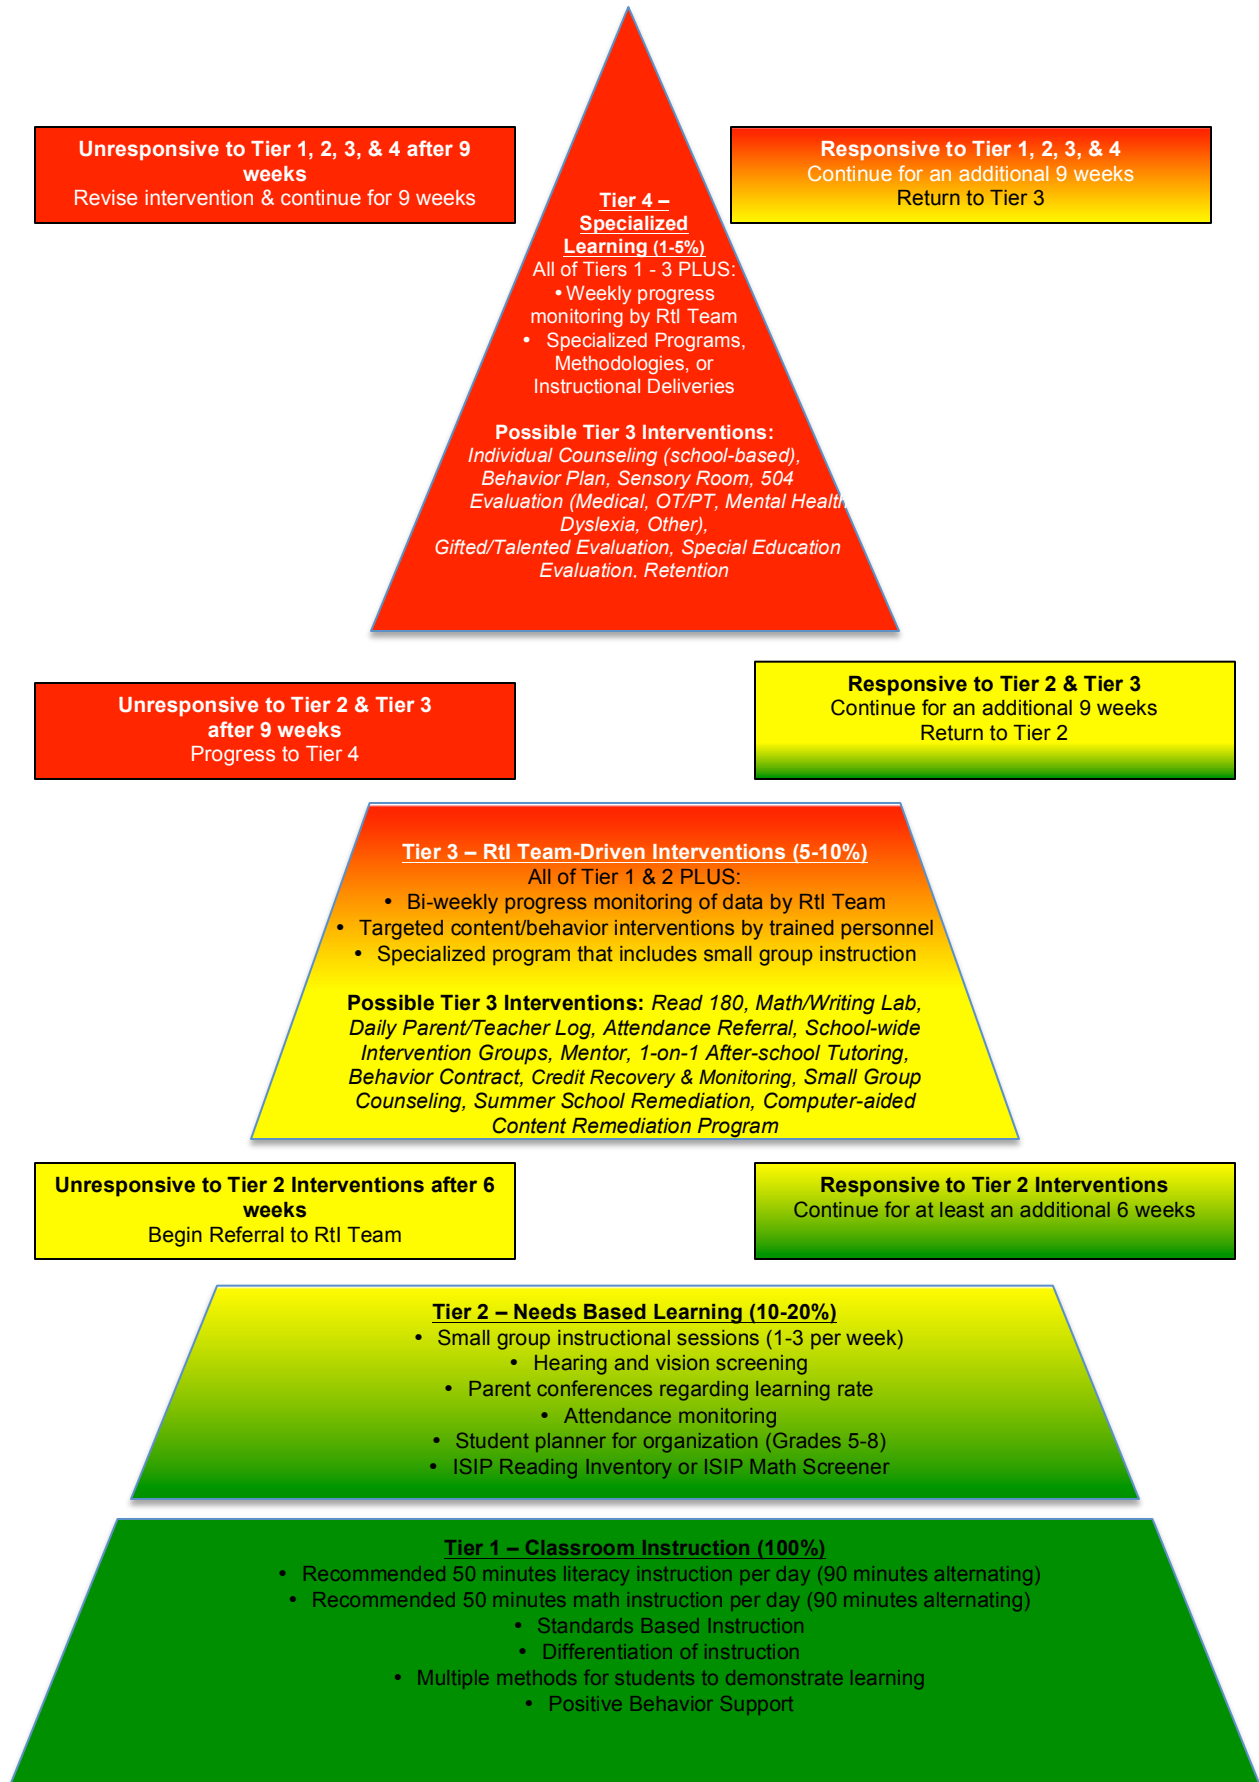 Unresponsive to Tier 1, 2, 3, & 4 after 9
weeks
Revise intervention & continue for 9 weeks
Responsive to Tier 1, 2, 3, & 4
Continue for an additional 9 weeks
Return to Tier 3
Tier 4 –
Specialized
Learning (1-5%)
All of Tiers 1 - 3 PLUS:
• Weekly progress
monitoring by RtI Team
• Specialized Programs,
Methodologies, or
Instructional Deliveries
Possible Tier 3 Interventions:
Individual Counseling (school-based),
Behavior Plan, Sensory Room, 504
Evaluation (Medical, OT/PT, Mental Health
Dyslexia, Other),
Gifted/Talented Evaluation, Special Education
Evaluation. Retention
Unresponsive to Tier 2 & Tier 3
after 9 weeks
Progress to Tier 4
Responsive to Tier 2 & Tier 3
Continue for an additional 9 weeks
Return to Tier 2
Tier 3 – RtI Team-Driven Interventions (5-10%)
All of Tier 1 & 2 PLUS:
• Bi-weekly progress monitoring of data by RtI Team
• Targeted content/behavior interventions by trained personnel
• Specialized program that includes small group instruction
Possible Tier 3 Interventions: Read 180, Math/Writing Lab,
Daily Parent/Teacher Log, Attendance Referral, School-wide
Intervention Groups, Mentor, 1-on-1 After-school Tutoring,
Behavior Contract, Credit Recovery & Monitoring, Small Group
Counseling, Summer School Remediation, Computer-aided
Content Remediation Program
Unresponsive to Tier 2 Interventions after 6
weeks
Begin Referral to RtI Team
Responsive to Tier 2 Interventions
Continue for at least an additional 6 weeks
Tier 2 – Needs Based Learning (10-20%)
• Small group instructional sessions (1-3 per week)
• Hearing and vision screening
• Parent conferences regarding learning rate
• Attendance monitoring
• Student planner for organization (Grades 5-8)
• ISIP Reading Inventory or ISIP Math Screener
Tier 1 – Classroom Instruction (100%)
• Recommended 50 minutes literacy instruction per day (90 minutes alternating)
• Recommended 50 minutes math instruction per day (90 minutes alternating)
• Standards Based Instruction
• Differentiation of instruction
• Multiple methods for students to demonstrate learning
• Positive Behavior Support